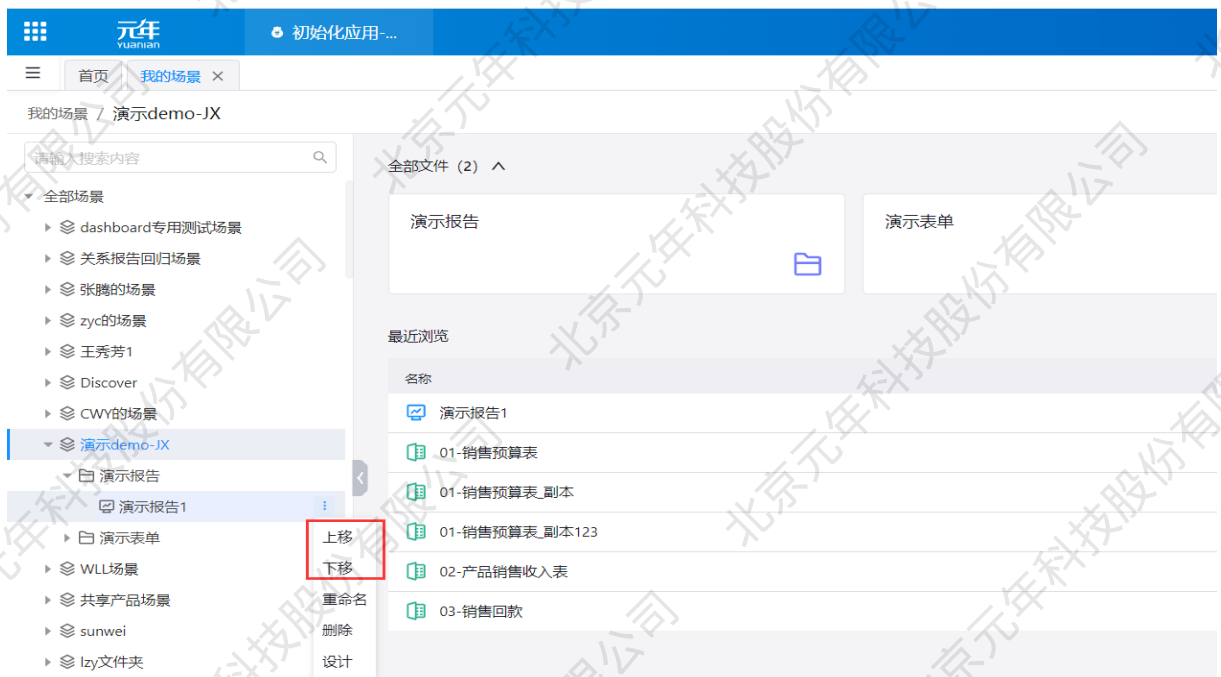 元年
yuanian
初始化应用-...
首页
我的场景
我的场景 / 演示demo-JX
请输入搜索内容
全部场景
dashboard专用测试场景
关系报告回归场景
张腾的场景
zyc的场景
王秀芳1
Discover
CWY的场景
演示demo-JX
演示报告
演示报告1
演示表单
WLL场景
共享产品场景
sunwei
lzy文件夹
上移
下移
重命名
删除
设计
全部文件（2）
演示报告
演示表单
最近浏览
名称
演示报告1
01-销售预算表
01-销售预算表_副本
01-销售预算表_副本123
02-产品销售收入表
03-销售回款
北京元年科技股份有限公司